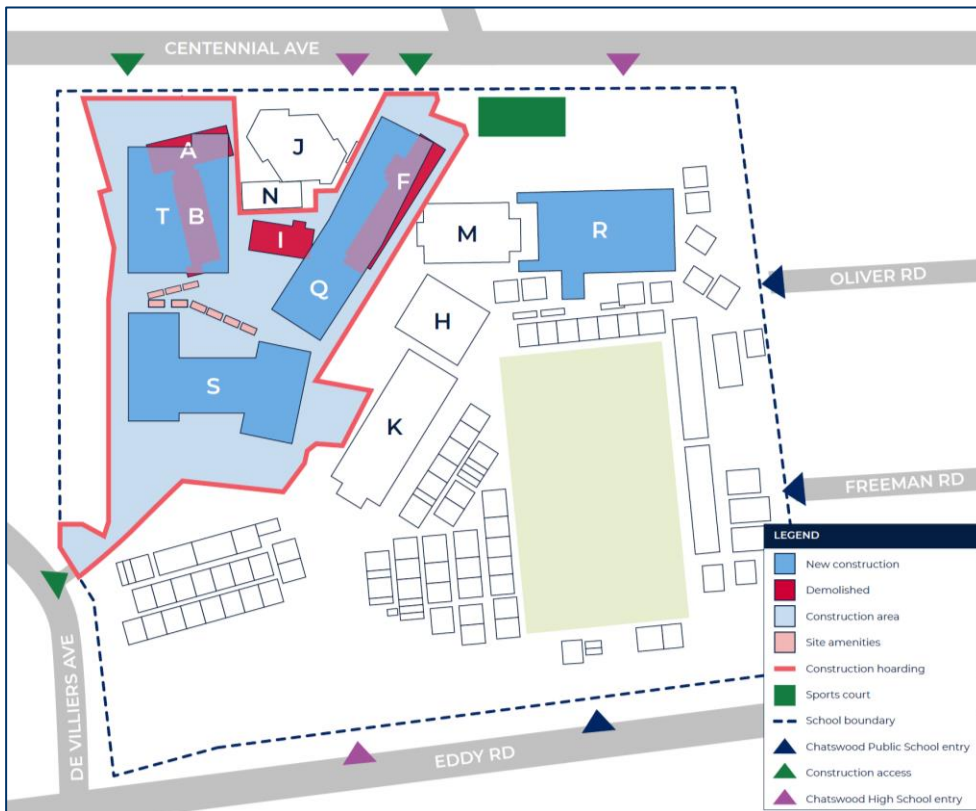 CENTENNIAL AVE
A
J
F
N
T
B
I
M
R
Q
OLIVER RD
H
S
K
FREEMAN RD
LEGEND
New construction
Demolished
Construction area
Site amenities
Construction hoarding
Sports court
School boundary
Chatswood Public School entry
Construction access
Chatswood High School entry
DE VILLIERS AVE
EDDY RD